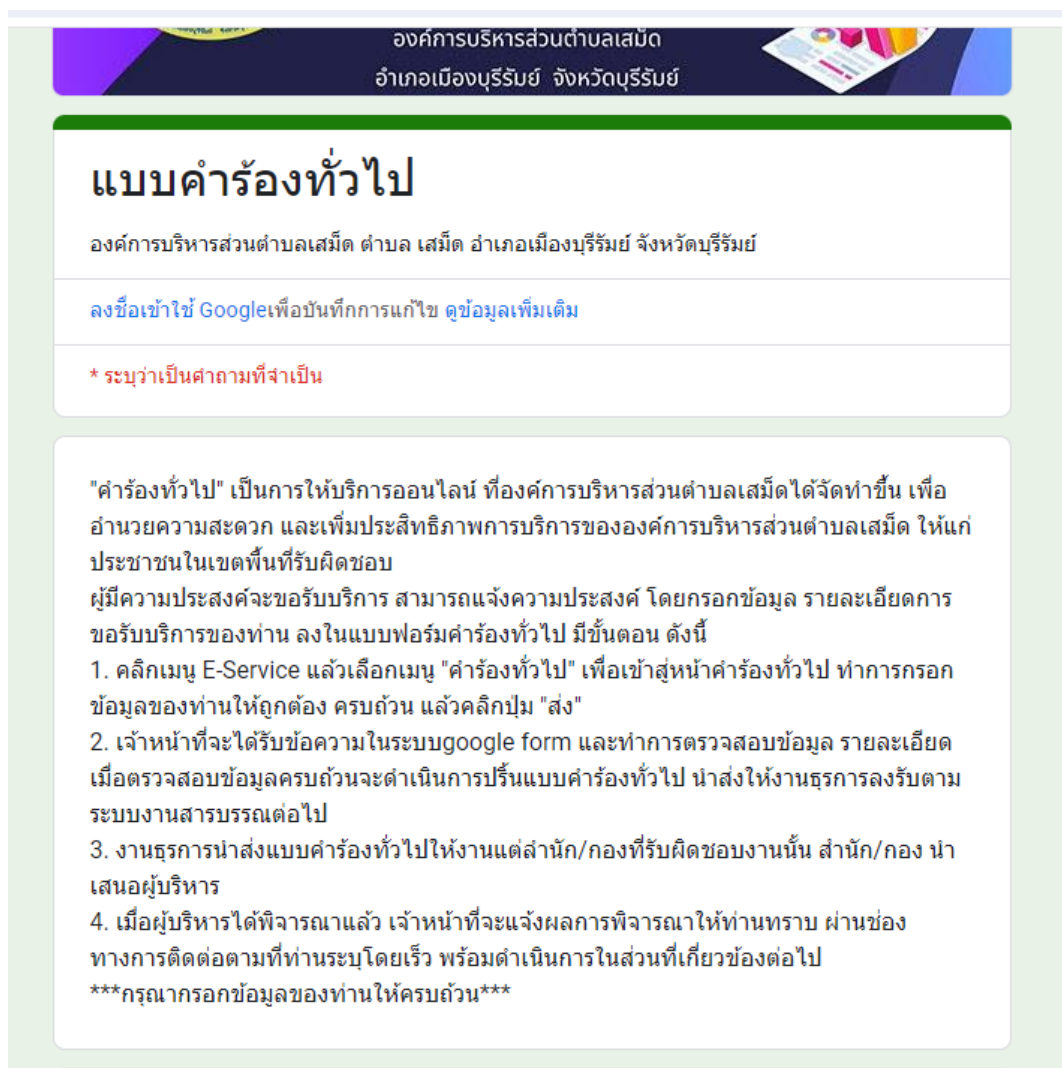 องค์การบริหารส่วนตำบลเสม็ด
อำเภอเมืองบุรีรัมย์ จังหวัดบุรีรัมย์
แบบคำร้องทั่วไป
องค์การบริหารส่วนตำบลเสม็ด ตำบล เสม็ด อำเภอเมืองบุรีรัมย์ จังหวัดบุรีรัมย์
ลงชื่อเข้าใช้ Googleเพื่อบันทึกการแก้ไข ดูข้อมูลเพิ่มเติม
* ระบุว่าเป็นคำถามที่จำเป็น
"คำร้องทั่วไป" เป็นการให้บริการออนไลน์ ที่องค์การบริหารส่วนตำบลเสม็ดได้จัดทำขึ้น เพื่อ
อำนวยความสะดวก และเพิ่มประสิทธิภาพการบริการขององค์การบริหารส่วนตำบลเสม็ด ให้แก่
ประชาชนในเขตพื้นที่รับผิดชอบ
ผู้มีความประสงค์จะขอรับบริการ สามารถแจ้งความประสงค์ โดยกรอกข้อมูล รายละเอียดการ
ขอรับบริการของท่าน ลงในแบบฟอร์มคำร้องทั่วไป มีขั้นตอน ดังนี้
1. คลิกเมนู E-Service แล้วเลือกเมนู "คำร้องทั่วไป" เพื่อเข้าสู่หน้าคำร้องทั่วไป ทำการกรอก
ข้อมูลของท่านให้ถูกต้อง ครบถ้วน แล้วคลิกปุ่ม "ส่ง"
2. เจ้าหน้าที่จะได้รับข้อความในระบบgoogle form และทำการตรวจสอบข้อมูล รายละเอียด
เมื่อตรวจสอบข้อมูลครบถ้วนจะดำเนินการปริ้นแบบคำร้องทั่วไป นำส่งให้งานธุรการลงรับตาม
ระบบงานสารบรรณต่อไป
3. งานธุรการนำส่งแบบคำร้องทั่วไปให้งานแต่ลำนัก/กองที่รับผิดชอบงานนั้น สำนัก/กอง นำ
เสนอผู้บริหาร
4. เมื่อผู้บริหารได้พิจารณาแล้ว เจ้าหน้าที่จะแจ้งผลการพิจารณาให้ท่านทราบ ผ่านช่อง
ทางการติดต่อตามที่ท่านระบุโดยเร็ว พร้อมดำเนินการในส่วนที่เกี่ยวข้องต่อไป
***กรุณากรอกข้อมูลของท่านให้ครบถ้วน***